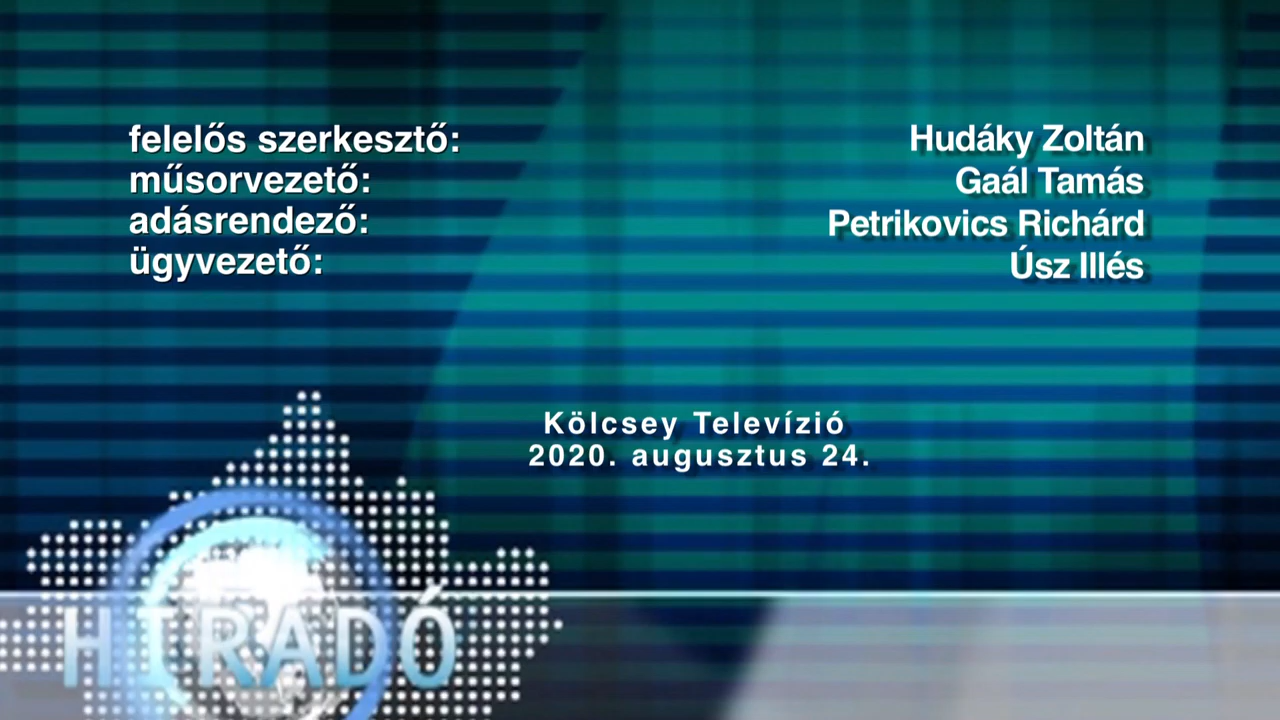 felelős szerkesztő: Hudáky Zoltán
műsorvezető: Gaál Tamás
adásrendező: Petrikovics Richárd
ügyvezető: Úsz Illés
Kölcsey Televízió
2020. augusztus 24.
HÍRADÓ